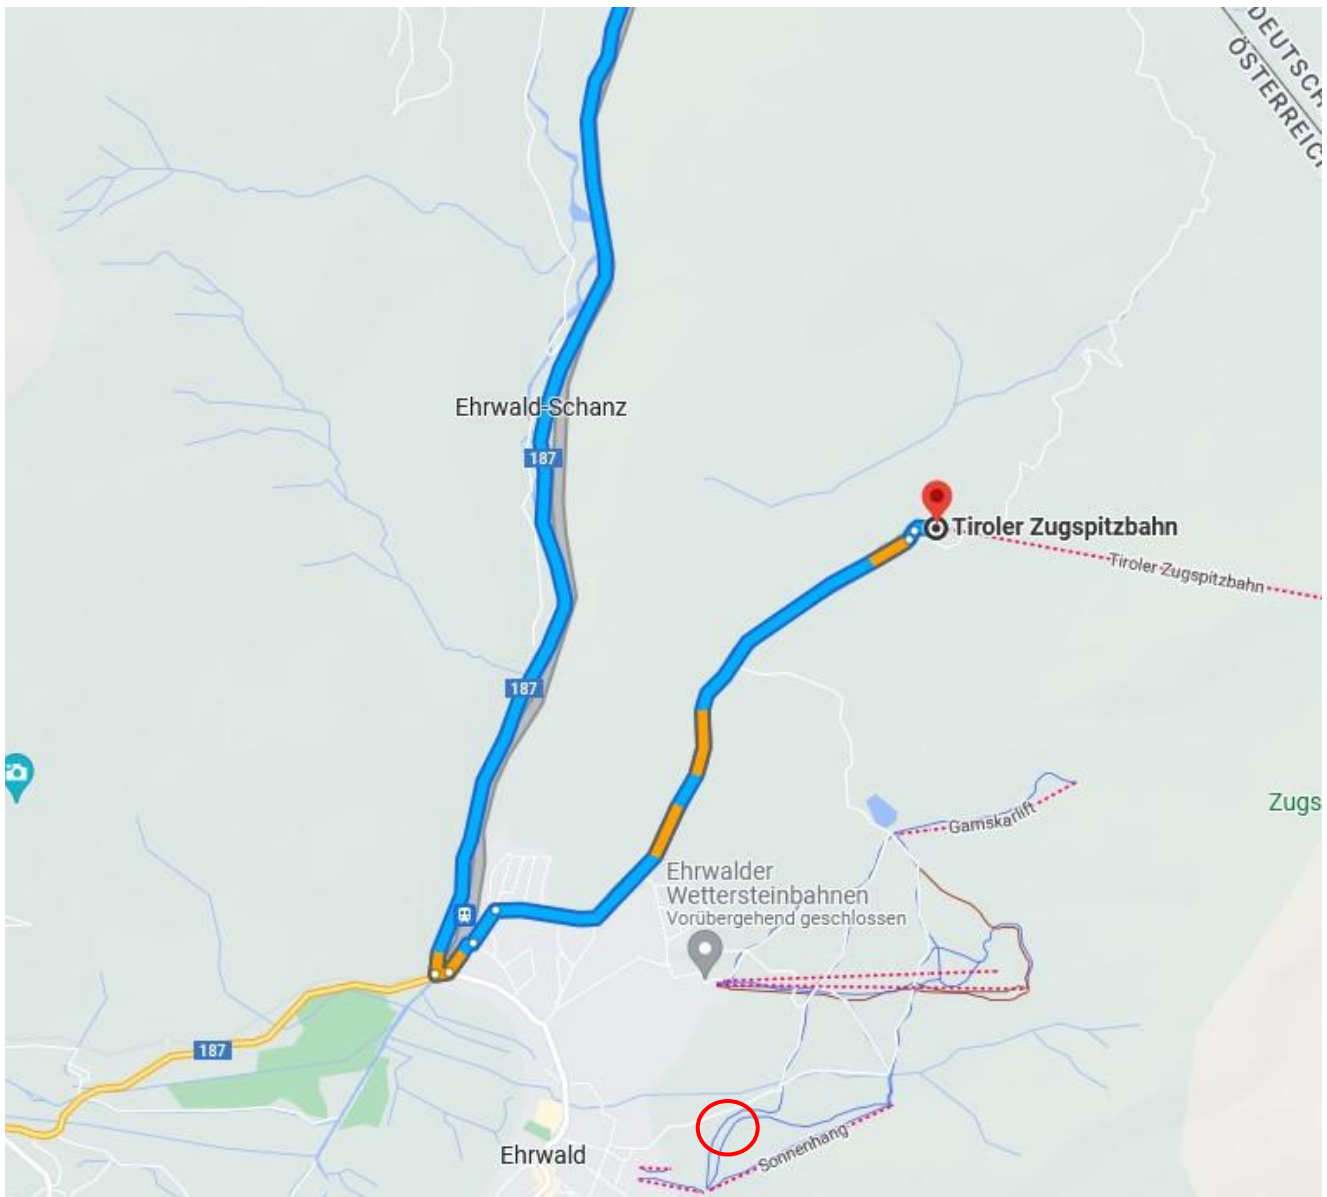 DEUTSCH
ÖSTERREICH
Ehrwald-Schanz
187
Tiroler Zugspitzbahn
Tiroler Zugspitzbahn
187
Zugs
Gamskarlift
Ehrwalder
Wettersteinbahnen
Vorübergehend geschlossen
187
Sonnenhang
Ehrwald